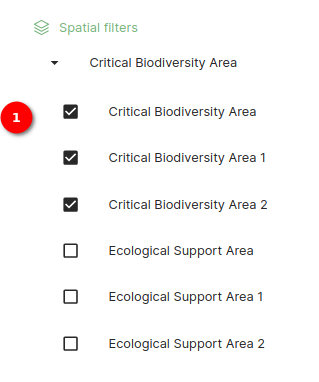 Spatial filters
Critical Biodiversity Area
1
Critical Biodiversity Area
Critical Biodiversity Area 1
Critical Biodiversity Area 2
Ecological Support Area
Ecological Support Area 1
Ecological Support Area 2